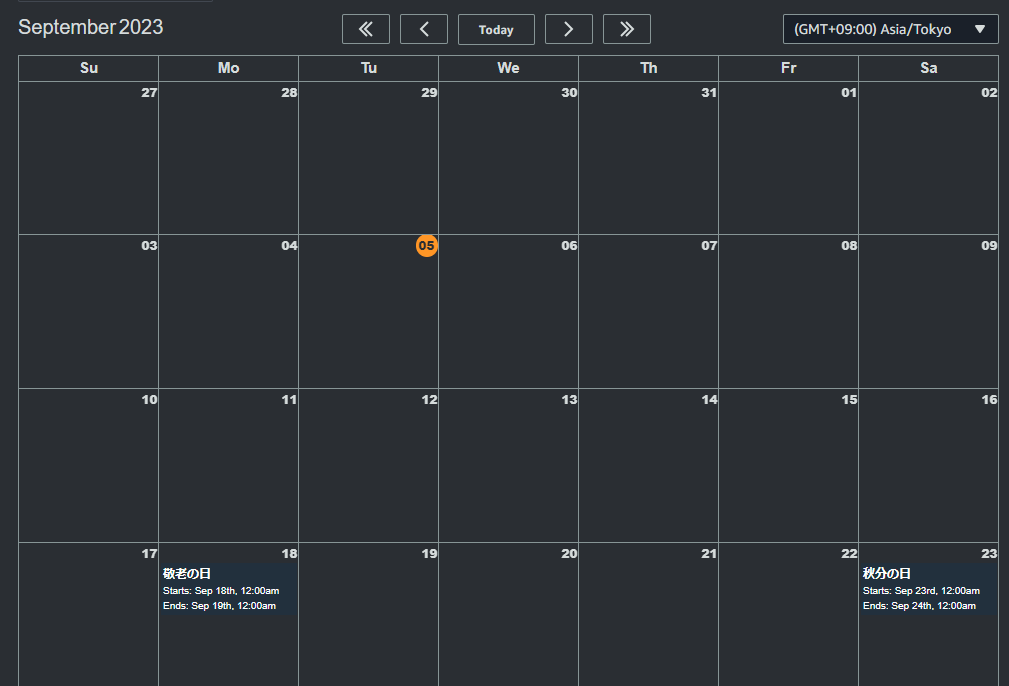 September 2023
Today
(GMT+09:00) Asia/Tokyo
Su Mo Tu We Th Fr Sa
27 28 29 30 31 01 02
03 04 05 06 07 08 09
10 11 12 13 14 15 16
17 18 19 20 21 22 23
敬老の日
Starts: Sep 18th, 12:00am
Ends: Sep 19th, 12:00am
秋分の日
Starts: Sep 23rd, 12:00am
Ends: Sep 24th, 12:00am